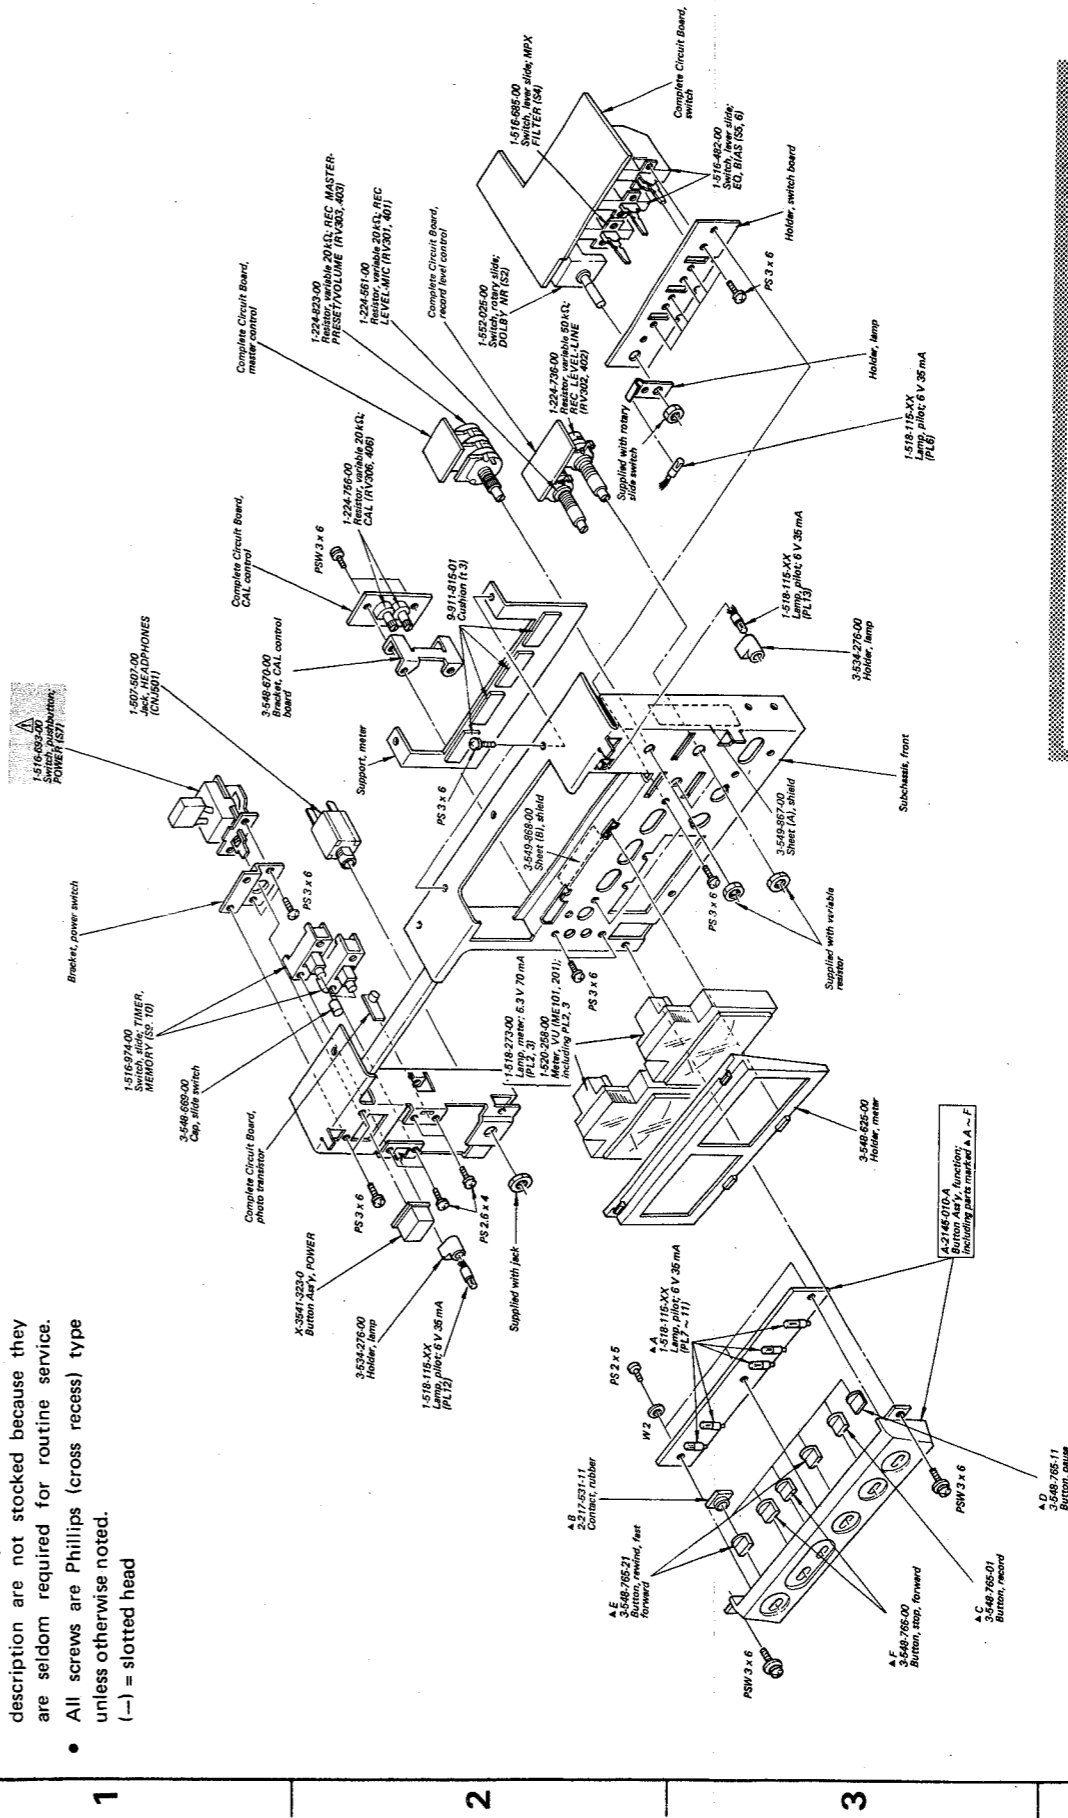 description are not stocked because they
are seldom required for routine service.
• All screws are Phillips (cross recess) type
unless otherwise noted.
(—) = slotted head
1
2
3
1-516-693-00
Switch, pushbutton;
POWER (S7)
Bracket, power switch
1-507-507-00
Jack, HEADPHONES
(CNJ501)
PS 3 x 6
1-516-974-00
Switch, slide; TIMER,
MEMORY (S9, 10)
3-548-669-00
Cap, slide switch
Complete Circuit Board,
photo transistor
PS 3 x 6
X-3541-323-0
Button Ass'y, POWER
3-534-276-00
Holder, lamp
1-518-115-XX
Lamp, pilot; 6 V 35 mA
(PL12)
PS 2.6 x 4
Supplied with jack
Complete Circuit Board,
CAL control
3-548-670-00
Bracket, CAL control
board
Support, meter
PS 3 x 6
PSW 3 x 6
1-224-756-00
Resistor, variable 20 kΩ;
CAL (RV306, 406)
9-911-815-01
Cushion (t 3)
Complete Circuit Board,
master control
1-224-823-00
Resistor, variable 20kΩ; REC MASTER-
PRESET/VOLUME (RV303, 403)
1-224-561-00
Resistor, variable 20 kΩ; REC
LEVEL-MIC (RV301, 401)
Complete Circuit Board,
record level control
1-552-025-00
Switch, rotary slide;
DOLBY NR (S2)
1-224-736-00
Resistor, variable 50 kΩ;
REC LEVEL-LINE
(RV302, 402)
Supplied with rotary
slide switch
1-516-685-00
Switch, lever slide; MPX
FILTER (S4)
Complete Circuit Board,
switch
1-516-482-00
Switch, lever slide;
EQ, BIAS (S5, 6)
Holder, switch board
PS 3 x 6
Holder, lamp
1-518-115-XX
Lamp, pilot; 6 V 35 mA
(PL6)
1-518-115-XX
Lamp, pilot; 6 V 35 mA
(PL13)
3-534-276-00
Holder, lamp
Subchassis, front
3-549-868-00
Sheet (B), shield
3-549-867-00
Sheet (A), shield
PS 3 x 6
Supplied with variable
resistor
PS 3 x 6
1-518-273-00
Lamp, meter; 6.3 V 70 mA
(PL2, 3)
1-520-258-00
Meter, VU (ME101, 201);
including PL2, 3
3-548-625-00
Holder, meter
A-2145-010-A
Button Ass'y, function;
including parts marked ▲ A ~ F
▲ A
1-518-115-XX
Lamp, pilot; 6 V 35 mA
(PL7 ~ 11)
PS 2 x 5
W 2
▲ B
2-217-531-11
Contact, rubber
▲ E
3-548-765-21
Button, rewind, fast
forward
PSW 3 x 6
▲ F
3-548-766-00
Button, stop, forward
▲ C
3-548-765-01
Button, record
PSW 3 x 6
▲ D
3-548-765-11
Button, pause